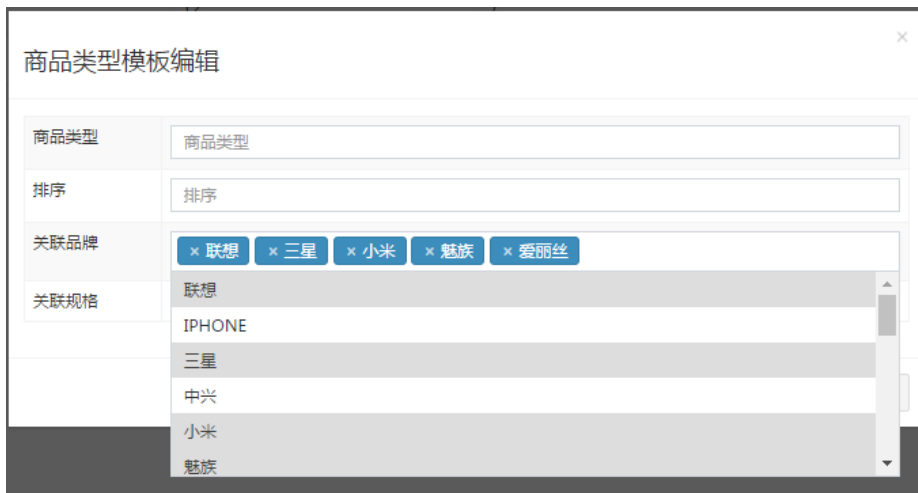 ×
商品类型模板编辑
商品类型
商品类型
排序
排序
关联品牌
× 联想 × 三星 × 小米 × 魅族 × 爱丽丝
联想
关联规格
IPHONE
三星
中兴
小米
魅族